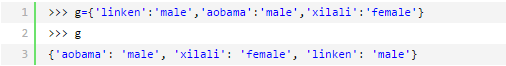 1 >>> g={'linken':'male','aobama':'male','xilali':'female'}
2 >>> g
3 {'aobama': 'male', 'xilali': 'female', 'linken': 'male'}